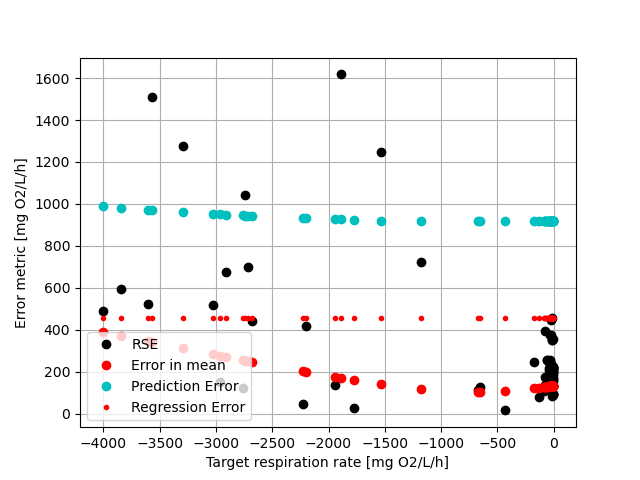 Error metric [mg O2/L/h]
1600
1400
1200
1000
800
600
400
200
0
RSE
Error in mean
Prediction Error
Regression Error
−4000 −3500 −3000 −2500 −2000 −1500 −1000 −500 0
Target respiration rate [mg O2/L/h]